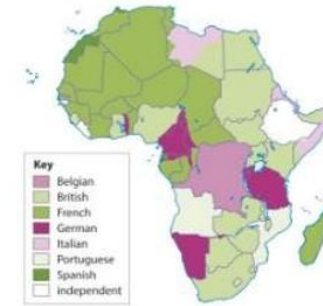 Key
Belgian
British
French
German
Italian
Portuguese
Spanish
independent